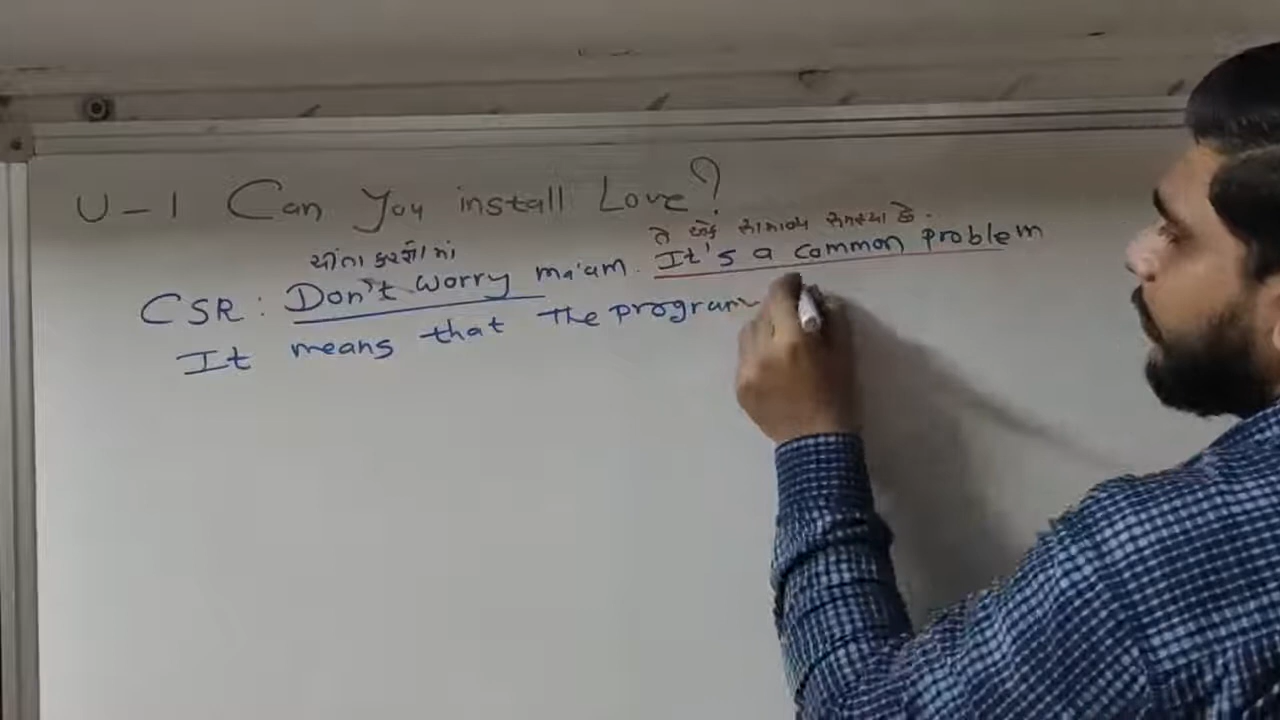 U-1 Can You install Love?
ચીંતા કરશો માં
તે એક સામાન્ય સમસ્યા છે.
CSR: Don't worry ma'am. It's a common problem
It means that the program